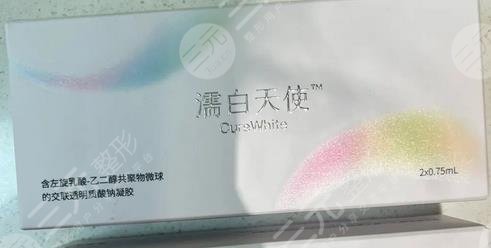 濡白天使™
CureWhite
含左旋乳酸-乙二醇共聚物微球
的交联透明质酸钠凝胶
2x0.75mL